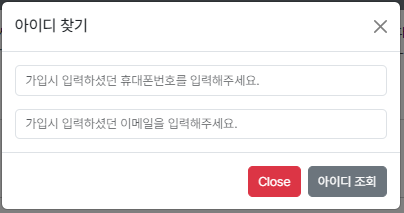 아이디 찾기
가입시 입력하셨던 휴대폰번호를 입력해주세요.
가입시 입력하셨던 이메일을 입력해주세요.
Close 아이디 조회